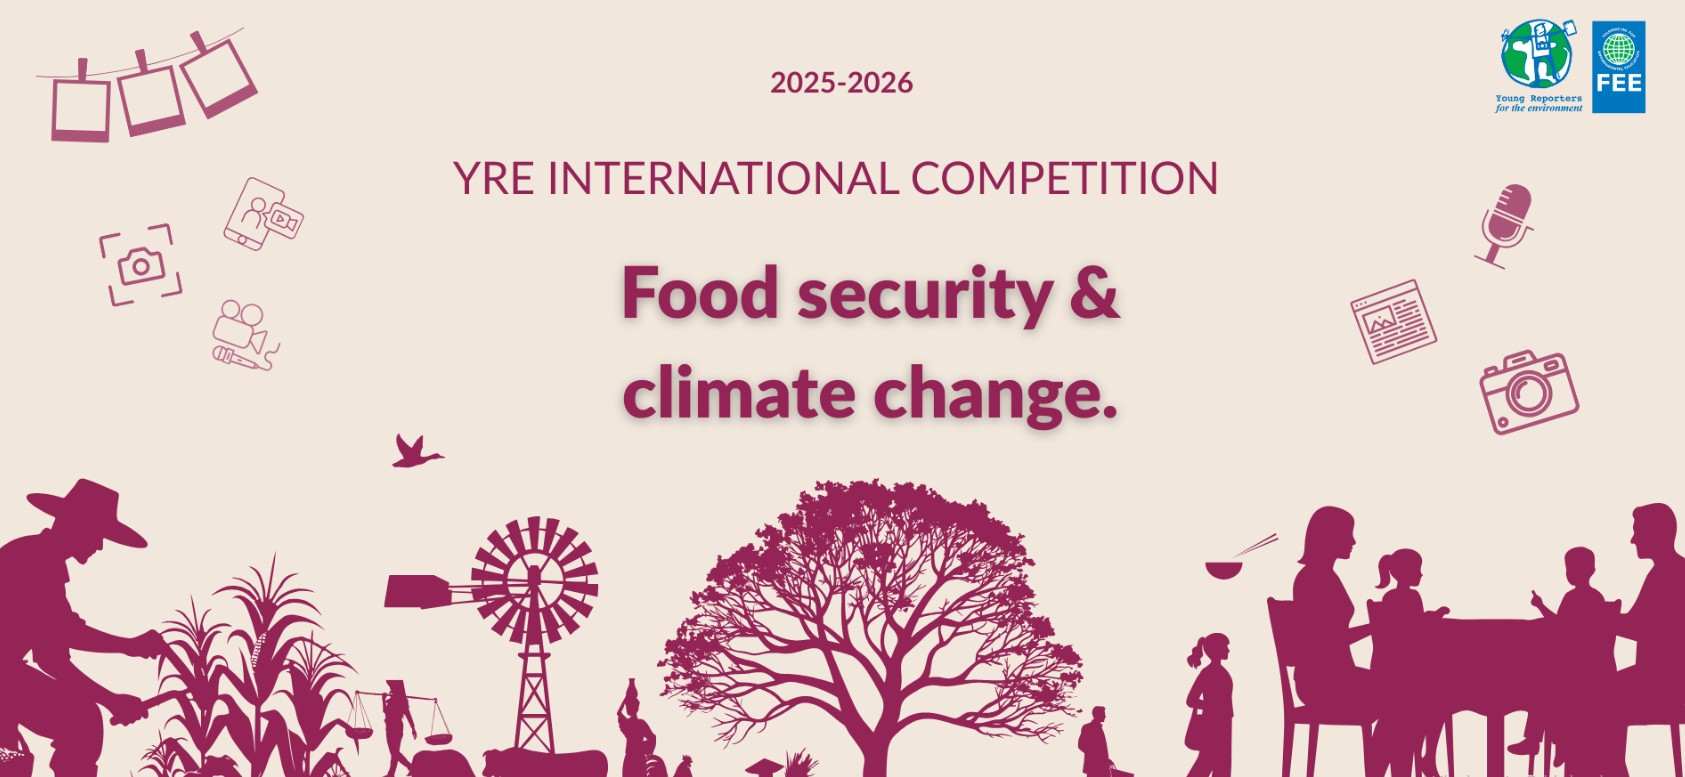 2025-2026
YRE INTERNATIONAL COMPETITION
Food security &
climate change.
Young Reporters
for the environment
FEE